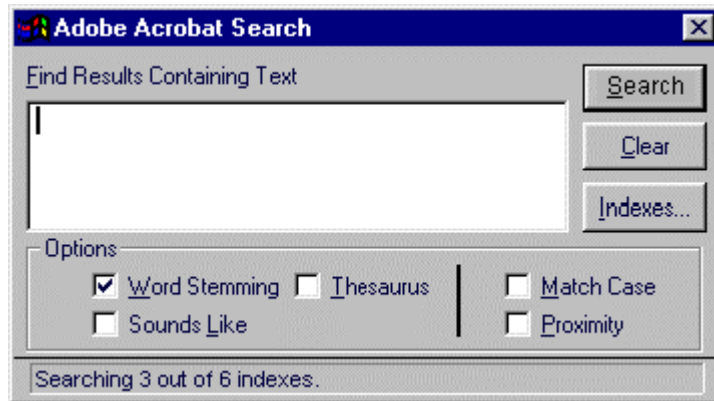 Adobe Acrobat Search
Find Results Containing Text
Search
Clear
Indexes...
Options
Word Stemming Thesaurus Match Case
Sounds Like Proximity
Searching 3 out of 6 indexes.